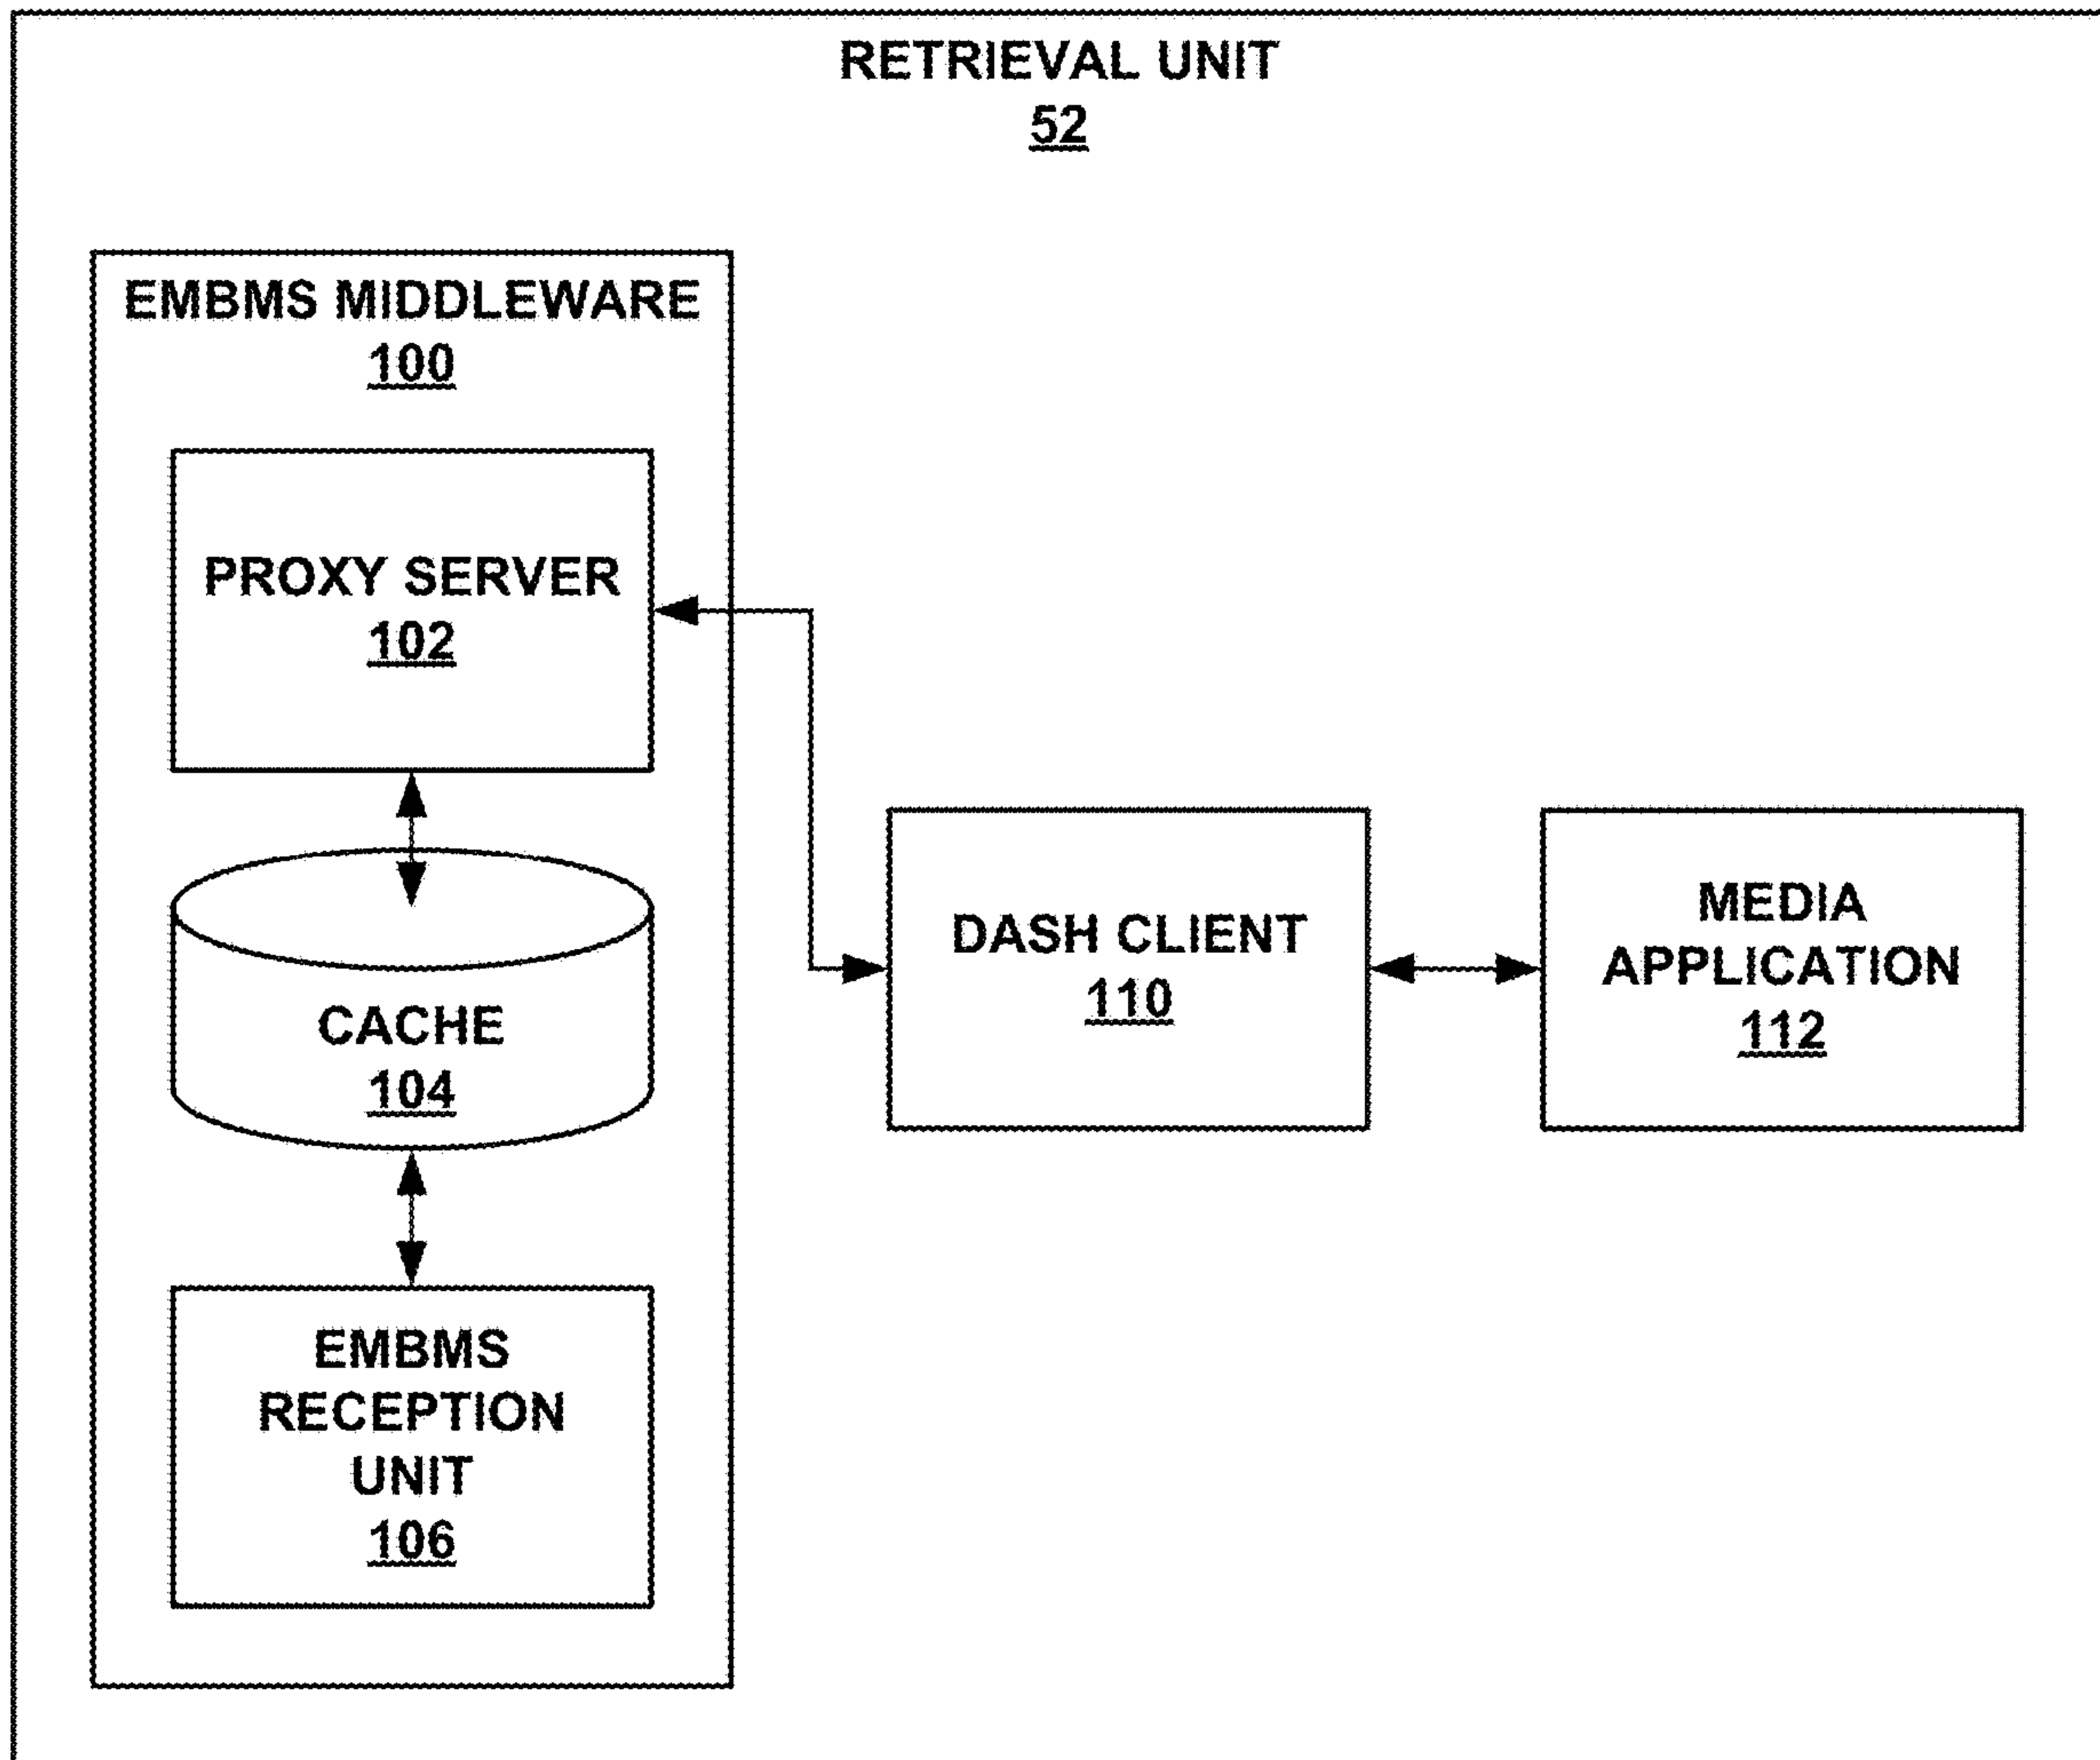 RETRIEVAL UNIT
52
EMBMS MIDDLEWARE
100
PROXY SERVER
102
CACHE
104
EMBMS
RECEPTION
UNIT
106
DASH CLIENT
110
MEDIA
APPLICATION
112